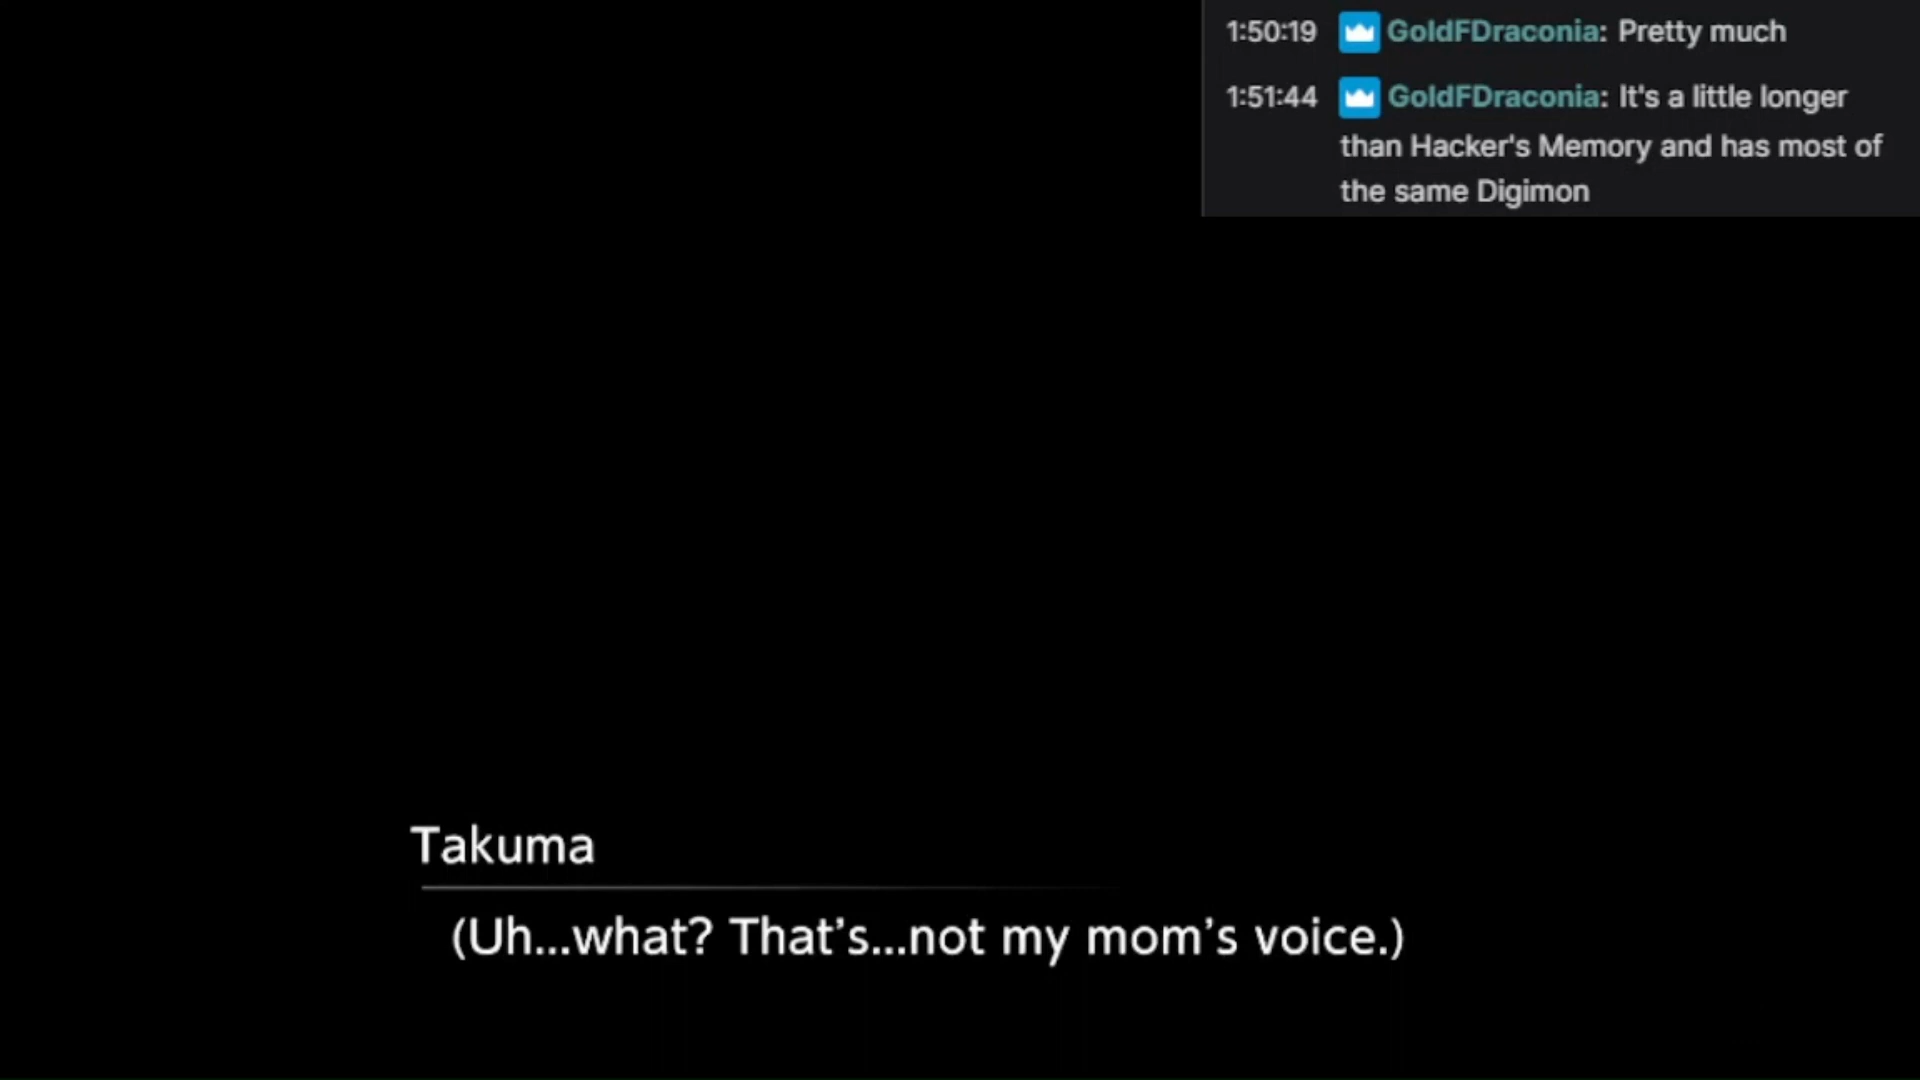 1:50:19 GoldFDraconia: Pretty much
1:51:44 GoldFDraconia: It's a little longer
than Hacker's Memory and has most of
the same Digimon
Takuma
(Uh...what? That's...not my mom's voice.)